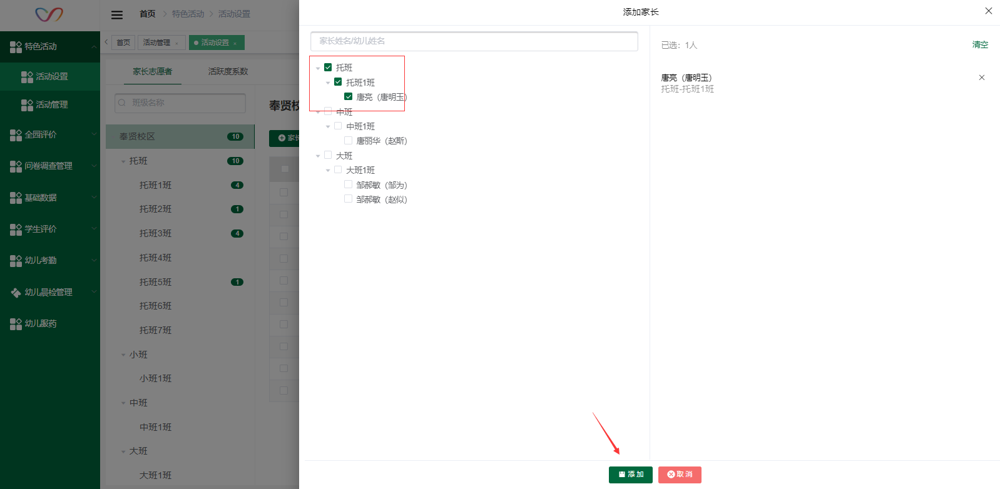 特色活动
活动设置
活动管理
全园评价
问卷调查管理
基础数据
学生评价
幼儿考勤
幼儿晨检管理
幼儿服药
首页
特色活动
活动设置
首页
活动管理
活动设置
家长志愿者
活跃度系数
班级名称
奉贤校区
10
托班
10
托班1班
4
托班2班
1
托班3班
4
托班4班
托班5班
1
托班6班
托班7班
小班
小班1班
中班
中班1班
大班
大班1班
奉贤校
家长
添加家长
家长姓名/幼儿姓名
托班
托班1班
唐亮（唐明玉）
中班
中班1班
唐丽华（赵斯）
大班
大班1班
邹郝敏（邹为）
邹郝敏（赵似）
已选：1人
清空
唐亮（唐明玉）
托班-托班1班
添加
取消